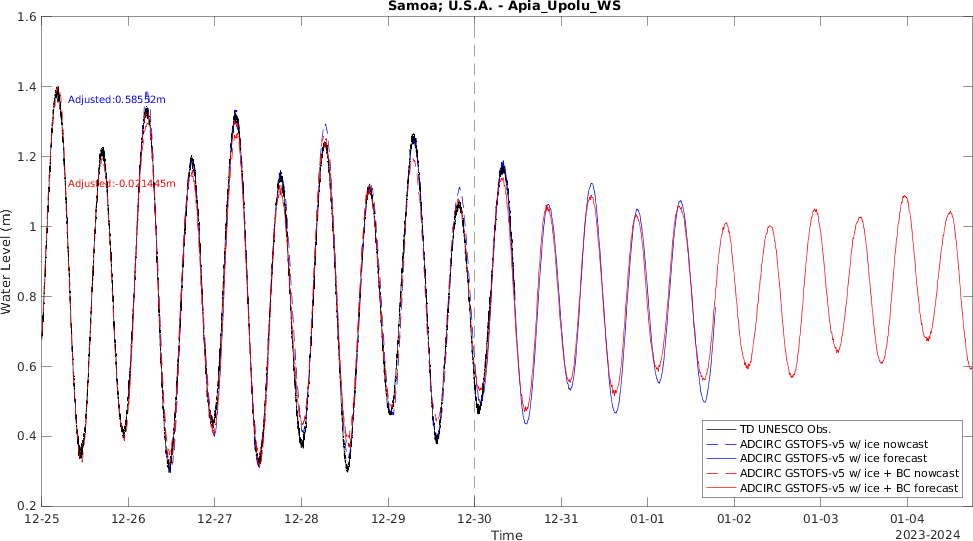 Samoa; U.S.A. - Apia_Upolu_WS
Water Level (m)
1.6
1.4
1.2
1
0.8
0.6
0.4
0.2
Adjusted:0.58552m
Adjusted:-0.021445m
TD UNESCO Obs.
ADCIRC GSTOFS-v5 w/ ice nowcast
ADCIRC GSTOFS-v5 w/ ice forecast
ADCIRC GSTOFS-v5 w/ ice + BC nowcast
ADCIRC GSTOFS-v5 w/ ice + BC forecast
12-25 12-26 12-27 12-28 12-29 12-30 12-31 01-01 01-02 01-03 01-04
Time
2023-2024